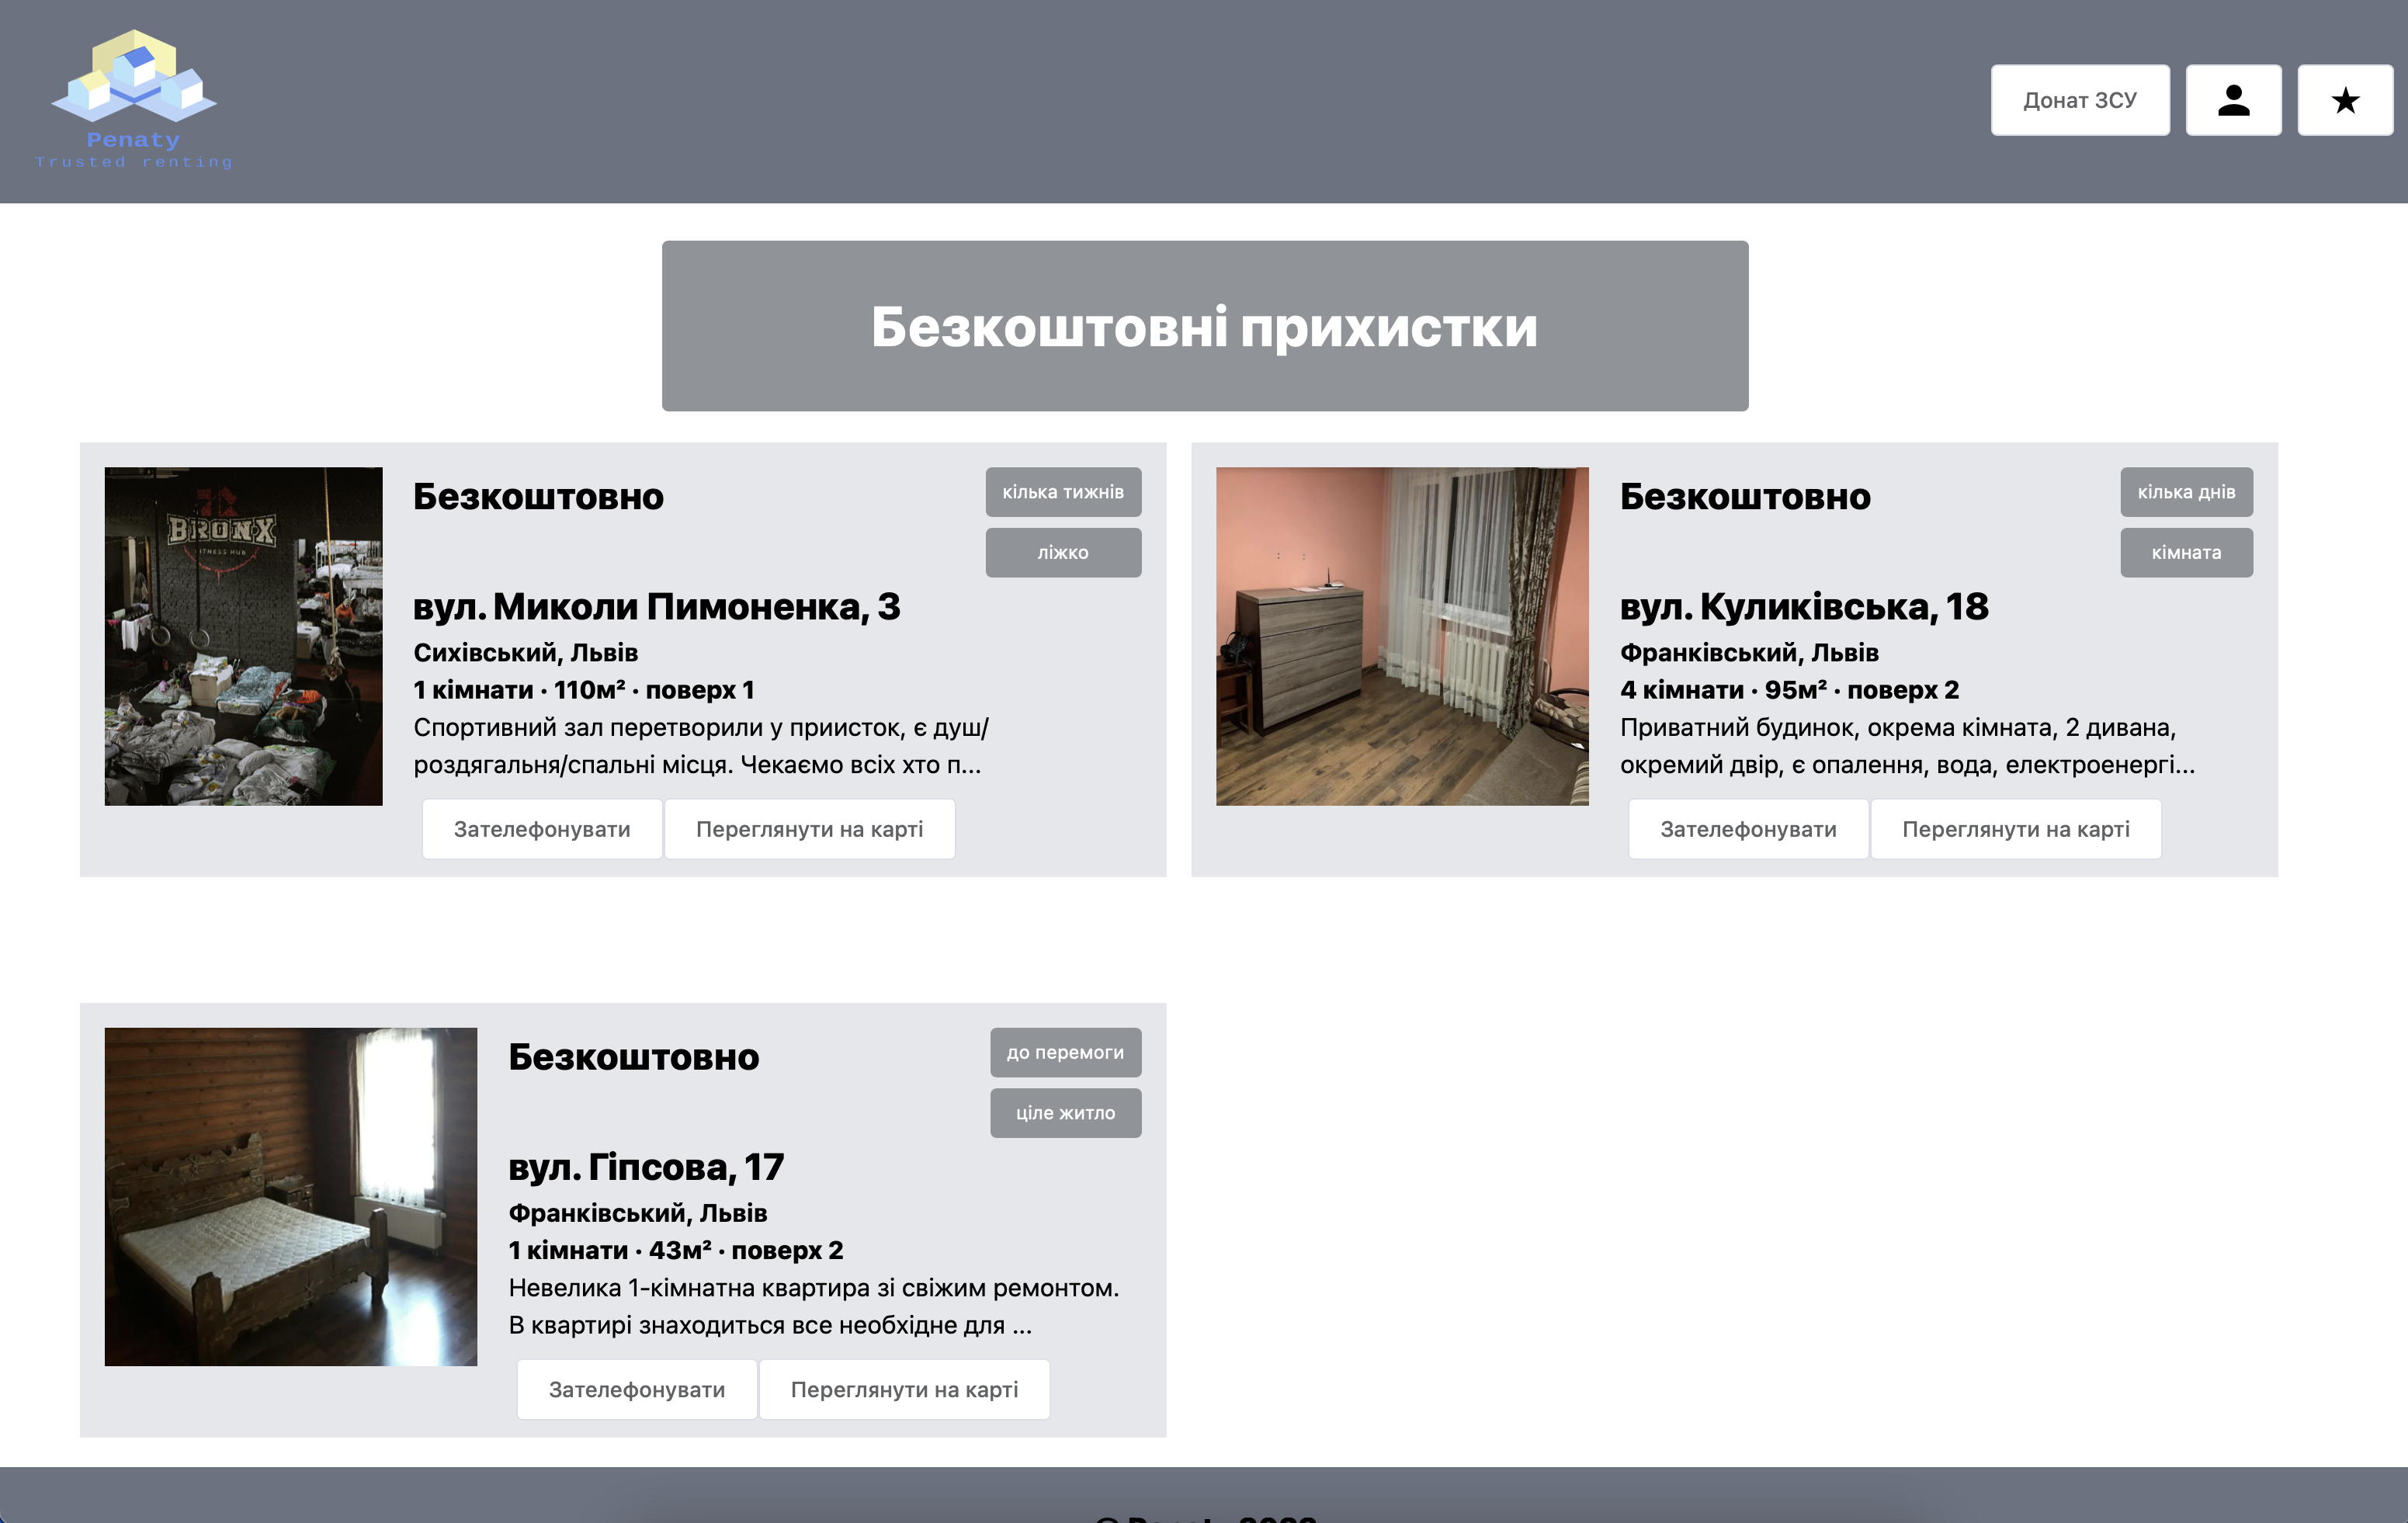 Penaty
Trusted renting
Донат ЗСУ
Безкоштовні прихистки
BRONX
FITNESS HUB
Безкоштовно
кілька тижнів
ліжко
вул. Миколи Пимоненка, 3
Сихівський, Львів
1 кімнати · 110м² · поверх 1
Спортивний зал перетворили у приисток, є душ/
роздягальня/спальні місця. Чекаємо всіх хто п...
Зателефонувати
Переглянути на карті
Безкоштовно
кілька днів
кімната
вул. Куликівська, 18
Франківський, Львів
4 кімнати · 95м² · поверх 2
Приватний будинок, окрема кімната, 2 дивана,
окремий двір, є опалення, вода, електроенергі...
Зателефонувати
Переглянути на карті
Безкоштовно
до перемоги
ціле житло
вул. Гіпсова, 17
Франківський, Львів
1 кімнати · 43м² · поверх 2
Невелика 1-кімнатна квартира зі свіжим ремонтом.
В квартирі знаходиться все необхідне для ...
Зателефонувати
Переглянути на карті